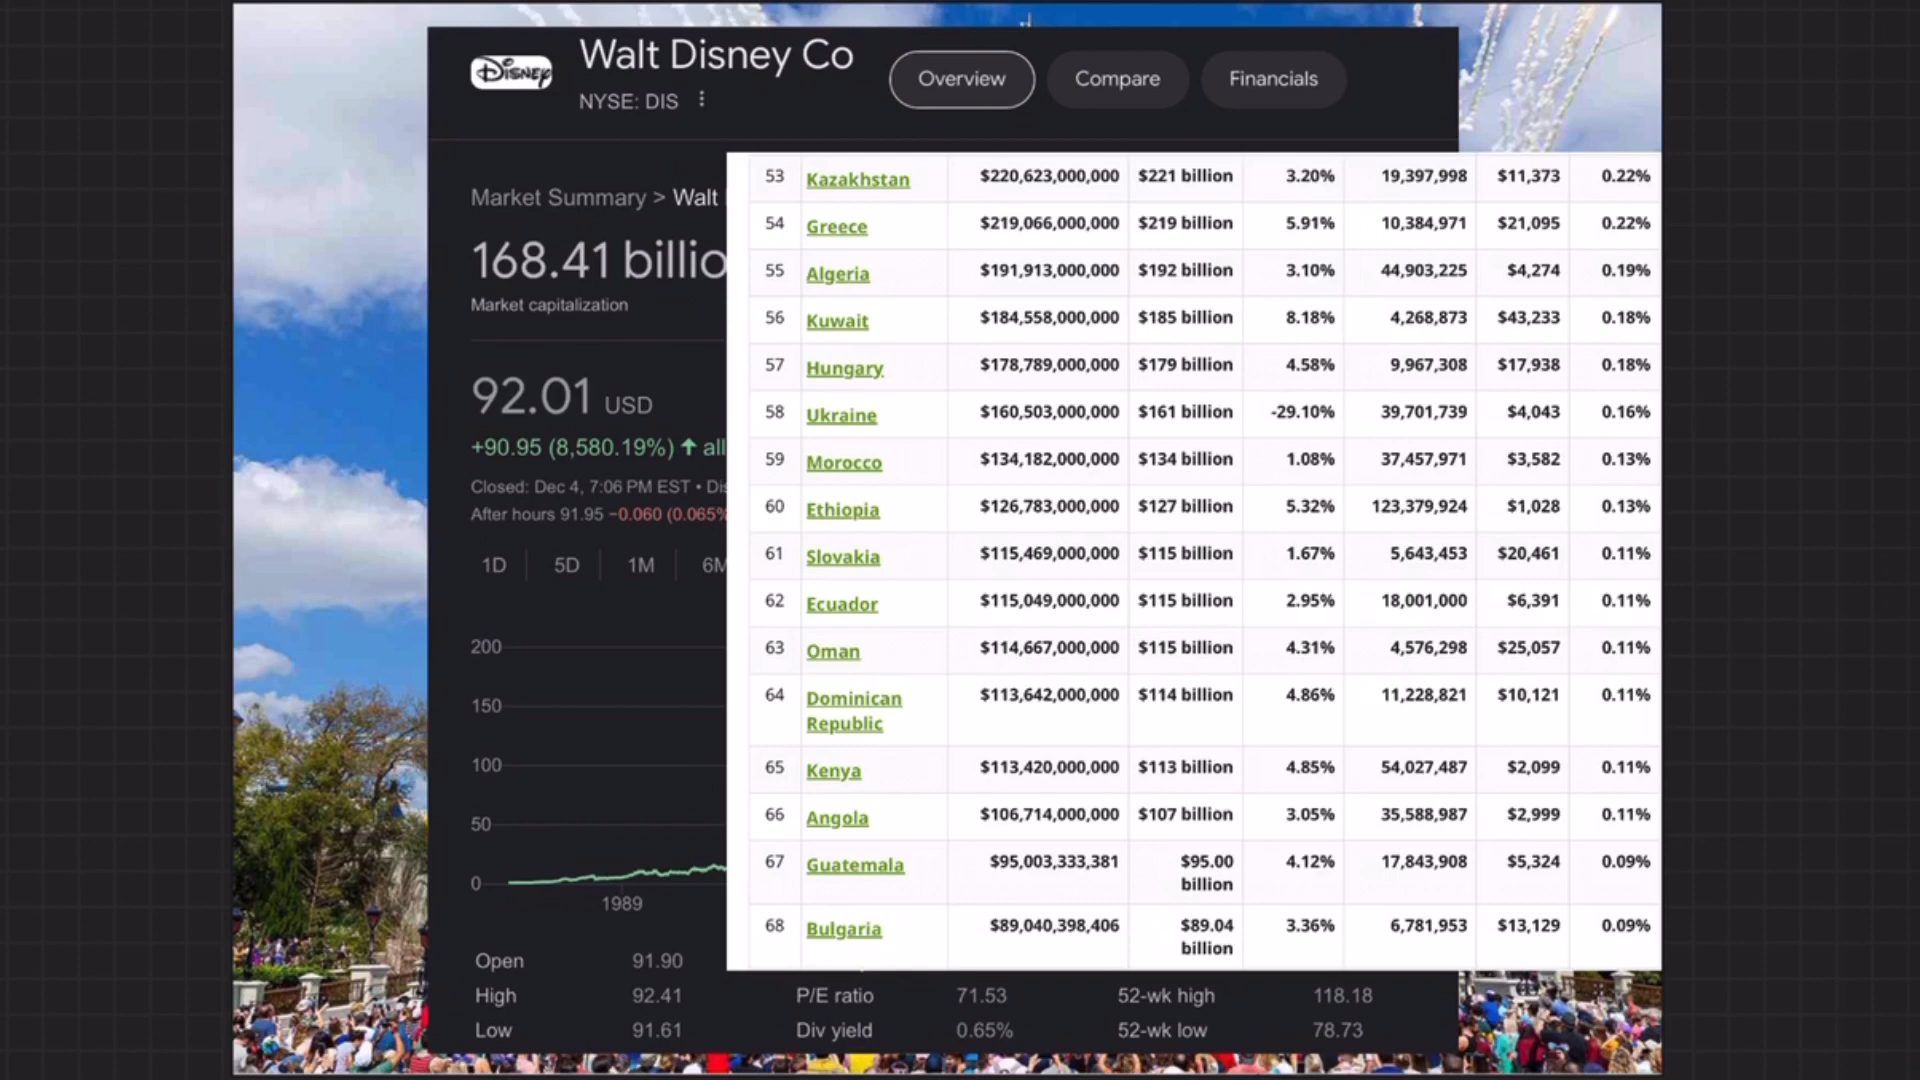 DISNEY
Walt Disney Co
NYSE: DIS
Overview
Compare
Financials
Market Summary > Walt
168.41 billio
Market capitalization
92.01 USD
+90.95 (8,580.19%) ↑ all
Closed: Dec 4, 7:06 PM EST • Dis
After hours 91.95 −0.060 (0.065%
1D 5D 1M 6M
200
150
100
50
0
1989
53 Kazakhstan $220,623,000,000 $221 billion 3.20% 19,397,998 $11,373 0.22%
54 Greece $219,066,000,000 $219 billion 5.91% 10,384,971 $21,095 0.22%
55 Algeria $191,913,000,000 $192 billion 3.10% 44,903,225 $4,274 0.19%
56 Kuwait $184,558,000,000 $185 billion 8.18% 4,268,873 $43,233 0.18%
57 Hungary $178,789,000,000 $179 billion 4.58% 9,967,308 $17,938 0.18%
58 Ukraine $160,503,000,000 $161 billion -29.10% 39,701,739 $4,043 0.16%
59 Morocco $134,182,000,000 $134 billion 1.08% 37,457,971 $3,582 0.13%
60 Ethiopia $126,783,000,000 $127 billion 5.32% 123,379,924 $1,028 0.13%
61 Slovakia $115,469,000,000 $115 billion 1.67% 5,643,453 $20,461 0.11%
62 Ecuador $115,049,000,000 $115 billion 2.95% 18,001,000 $6,391 0.11%
63 Oman $114,667,000,000 $115 billion 4.31% 4,576,298 $25,057 0.11%
64 Dominican $113,642,000,000 $114 billion 4.86% 11,228,821 $10,121 0.11%
Republic
65 Kenya $113,420,000,000 $113 billion 4.85% 54,027,487 $2,099 0.11%
66 Angola $106,714,000,000 $107 billion 3.05% 35,588,987 $2,999 0.11%
67 Guatemala $95,003,333,381 $95.00 4.12% 17,843,908 $5,324 0.09%
billion
68 Bulgaria $89,040,398,406 $89.04 3.36% 6,781,953 $13,129 0.09%
billion
Open 91.90
High 92.41 P/E ratio 71.53 52-wk high 118.18
Low 91.61 Div yield 0.65% 52-wk low 78.73